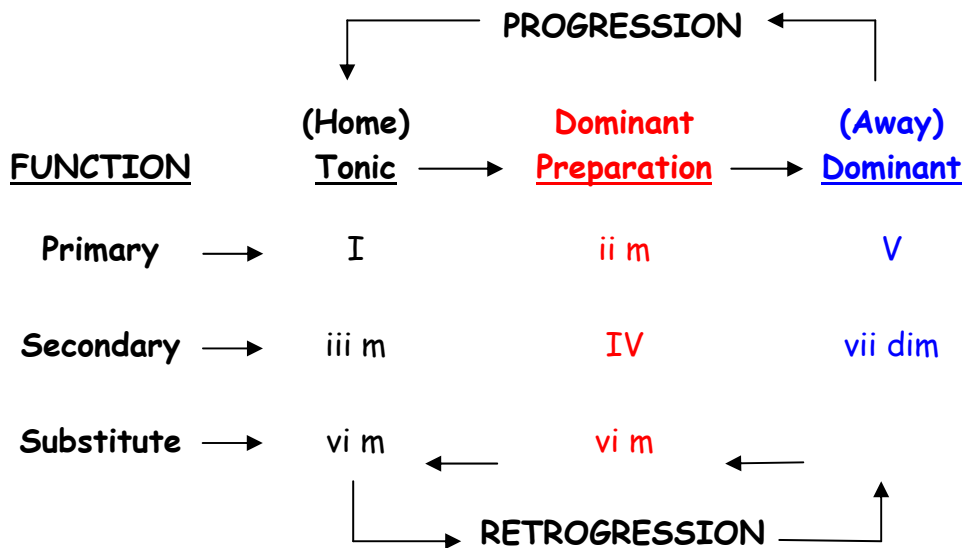 PROGRESSION
(Home) Dominant (Away)
FUNCTION Tonic Preparation Dominant
Primary I ii m V
Secondary iii m IV vii dim
Substitute vi m vi m
RETROGRESSION